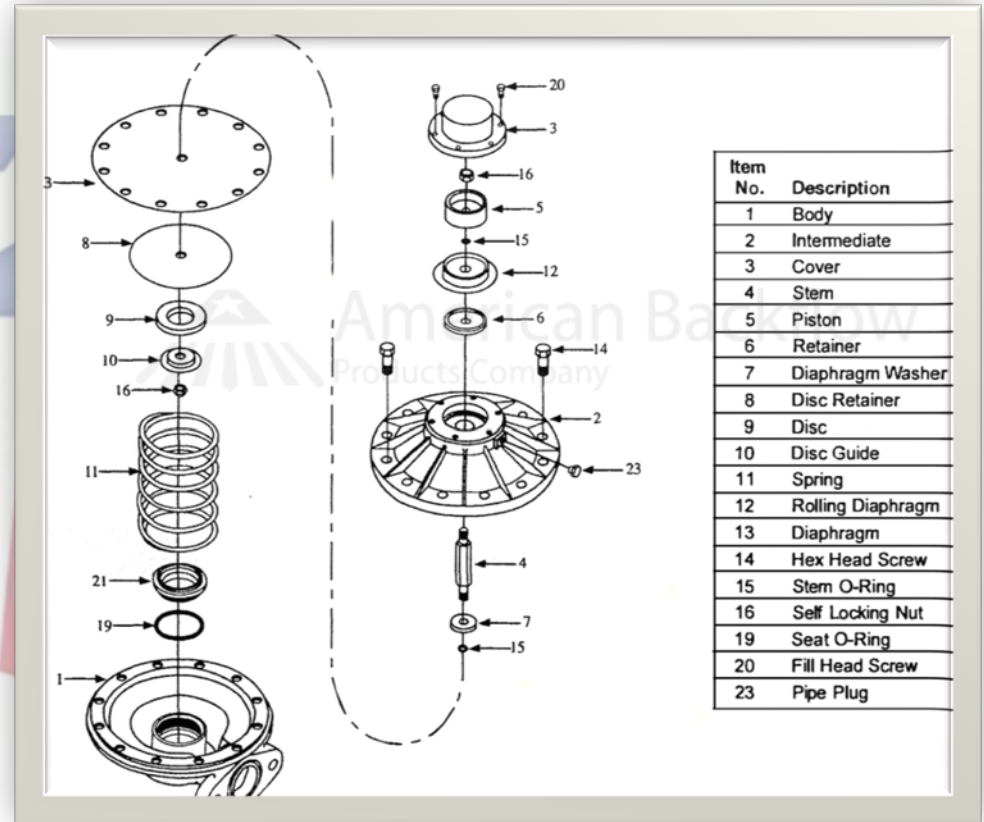 20
3
3
16
5
8
15
12
9
6
10
14
16
2
11
23
4
21
7
19
15
1
American Backflow
Products Company
Item
No. Description
1 Body
2 Intermediate
3 Cover
4 Stem
5 Piston
6 Retainer
7 Diaphragm Washer
8 Disc Retainer
9 Disc
10 Disc Guide
11 Spring
12 Rolling Diaphragm
13 Diaphragm
14 Hex Head Screw
15 Stem O-Ring
16 Self Locking Nut
19 Seat O-Ring
20 Fill Head Screw
23 Pipe Plug